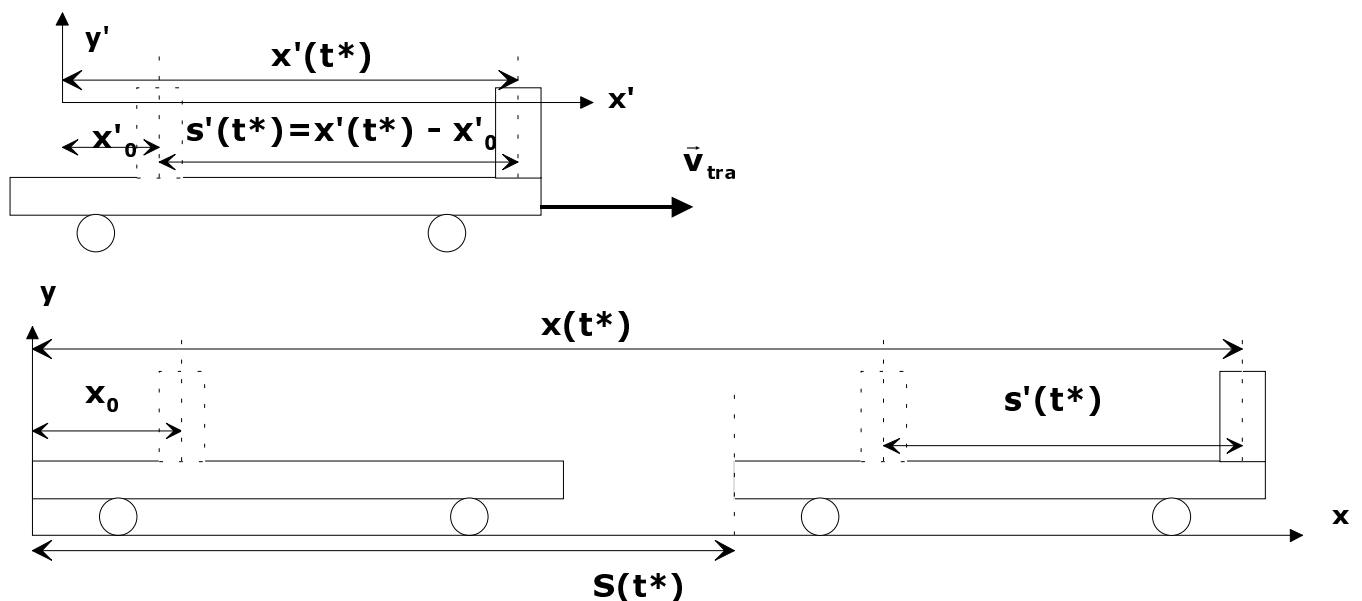 y'
x'(t*)
x'
x'₀ s'(t*)=x'(t*) - x'₀
v⃗ₜᵣₐ
y
x(t*)
x₀ s'(t*)
x
S(t*)